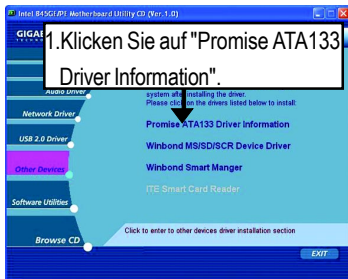 Intel 845GE/PE Motherboard Utility CD (Ver.1.0)
1.Klicken Sie auf "Promise ATA133
Driver Information".
Audio Driver
system after installing the driver.
Please click on the drivers listed below to install:
Network Driver
Promise ATA133 Driver Information
USB 2.0 Driver
Winbond MS/SD/SCR Device Driver
Other Devices
Winbond Smart Manger
ITE Smart Card Reader
Software Utilities
Click to enter to other devices driver installation section
Browse CD
EXIT